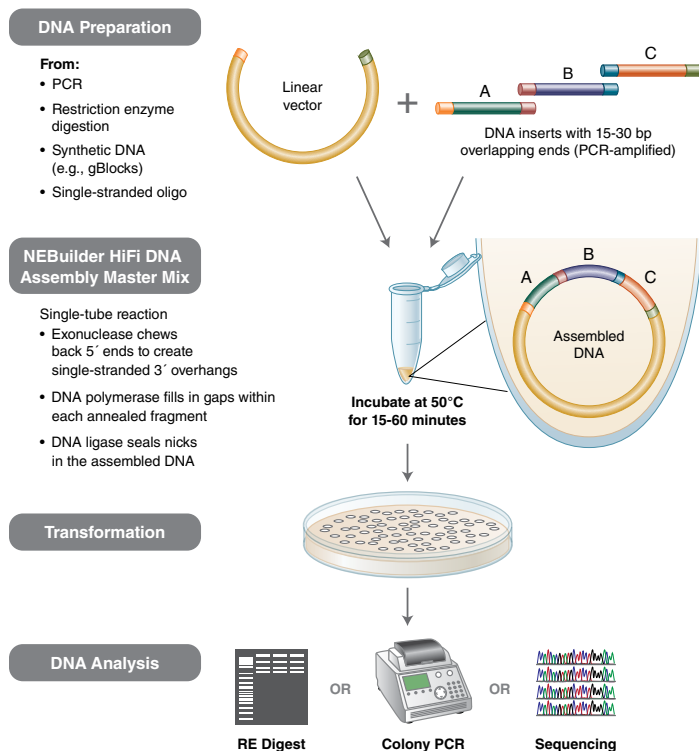 DNA Preparation
From:
• PCR
• Restriction enzyme
digestion
• Synthetic DNA
(e.g., gBlocks)
• Single-stranded oligo
Linear
vector
+
A
B
C
DNA inserts with 15-30 bp
overlapping ends (PCR-amplified)
NEBuilder HiFi DNA
Assembly Master Mix
Single-tube reaction
• Exonuclease chews
back 5´ ends to create
single-stranded 3´ overhangs
• DNA polymerase fills in gaps within
each annealed fragment
• DNA ligase seals nicks
in the assembled DNA
Incubate at 50°C
for 15-60 minutes
A
B
C
Assembled
DNA
Transformation
DNA Analysis
OR
OR
RE Digest
Colony PCR
Sequencing